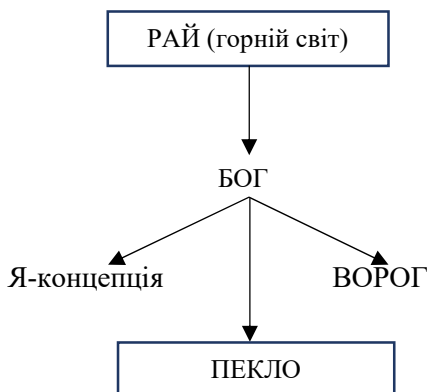 РАЙ (горній світ)
БОГ
Я-концепція
ВОРОГ
ПЕКЛО